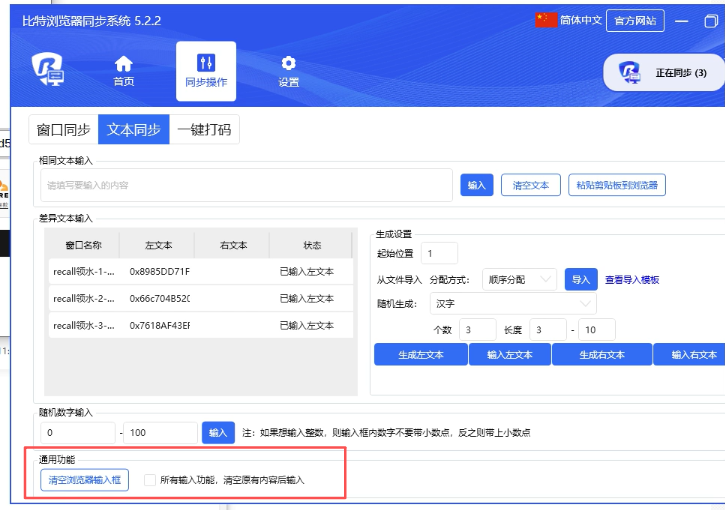 比特浏览器同步系统 5.2.2
简体中文 官方网站
首页 同步操作 设置
正在同步 (3)
窗口同步 文本同步 一键打码
相同文本输入
请填写要输入的内容 输入 清空文本 粘贴剪贴板到浏览器
差异文本输入
窗口名称 左文本 右文本 状态
recall领水-1-... 0x8985DD71F 已输入左文本
recall领水-2-... 0x66c704B52C 已输入左文本
recall领水-3-... 0x7618AF43EF 已输入左文本
生成设置
起始位置 1
从文件导入 分配方式: 顺序分配 导入 查看导入模板
随机生成: 汉字
个数 3 长度 3 - 10
生成左文本 输入左文本 生成右文本 输入右文本
随机数字输入
0 - 100 输入 注: 如果想输入整数, 则输入框内数字不要带小数点, 反之则带上小数点
通用功能
清空浏览器输入框 所有输入功能, 清空原有内容后输入